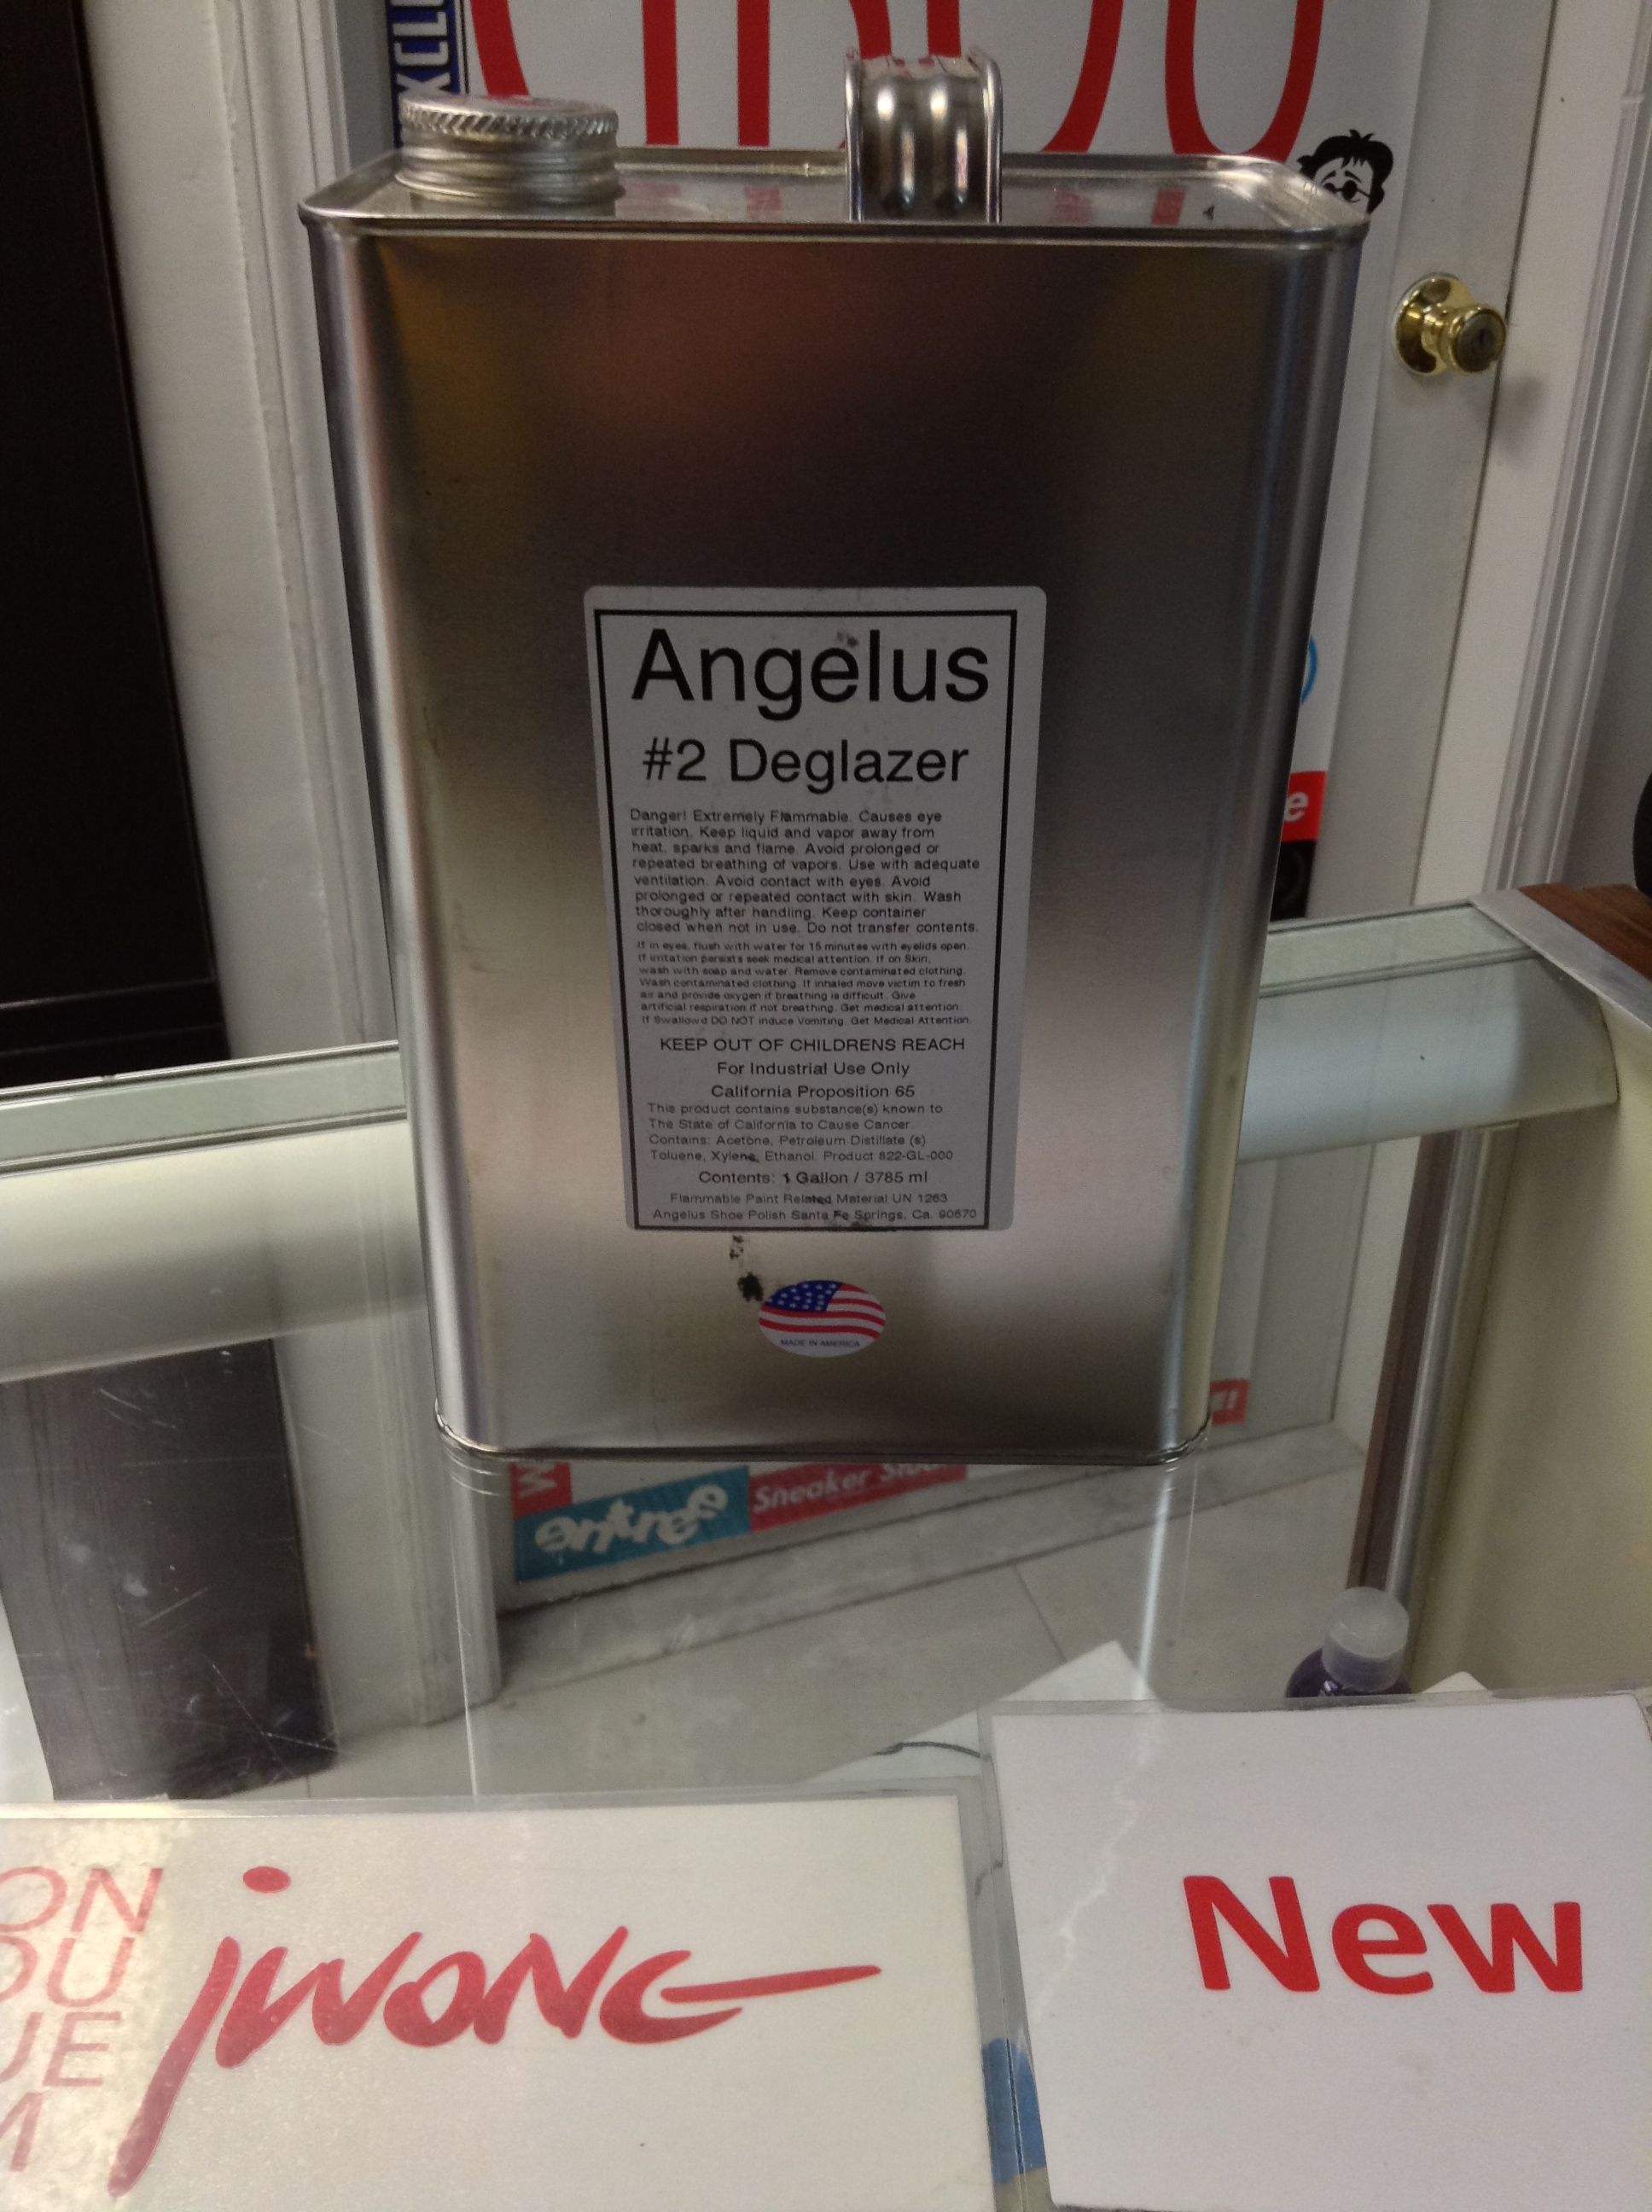 Angelus
#2 Deglazer
Danger! Extremely Flammable. Causes eye
irritation. Keep liquid and vapor away from
heat, sparks and flame. Avoid prolonged or
repeated breathing of vapors. Use with adequate
ventilation. Avoid contact with eyes. Avoid
prolonged or repeated contact with skin. Wash
thoroughly after handling. Keep container
closed when not in use. Do not transfer contents.
If in eyes, flush with water for 15 minutes with eyelids open.
If irritation persists seek medical attention. If on Skin,
wash with soap and water. Remove contaminated clothing.
Wash contaminated clothing. If inhaled move victim to fresh
air and provide oxygen if breathing is difficult. Give
artificial respiration if not breathing. Get medical attention.
If Swallowd DO NOT induce Vomiting. Get Medical Attention.
KEEP OUT OF CHILDRENS REACH
For Industrial Use Only
California Proposition 65
This product contains substance(s) known to
The State of California to Cause Cancer.
Contains: Acetone, Petroleum Distillate (s)
Toluene, Xylene, Ethanol. Product 822-GL-000
Contents: 1 Gallon / 3785 ml
Flammable Paint Related Material UN 1263
Angelus Shoe Polish Santa Fe Springs, Ca. 90670
MADE IN AMERICA
entree
Sneaker
jwong
New